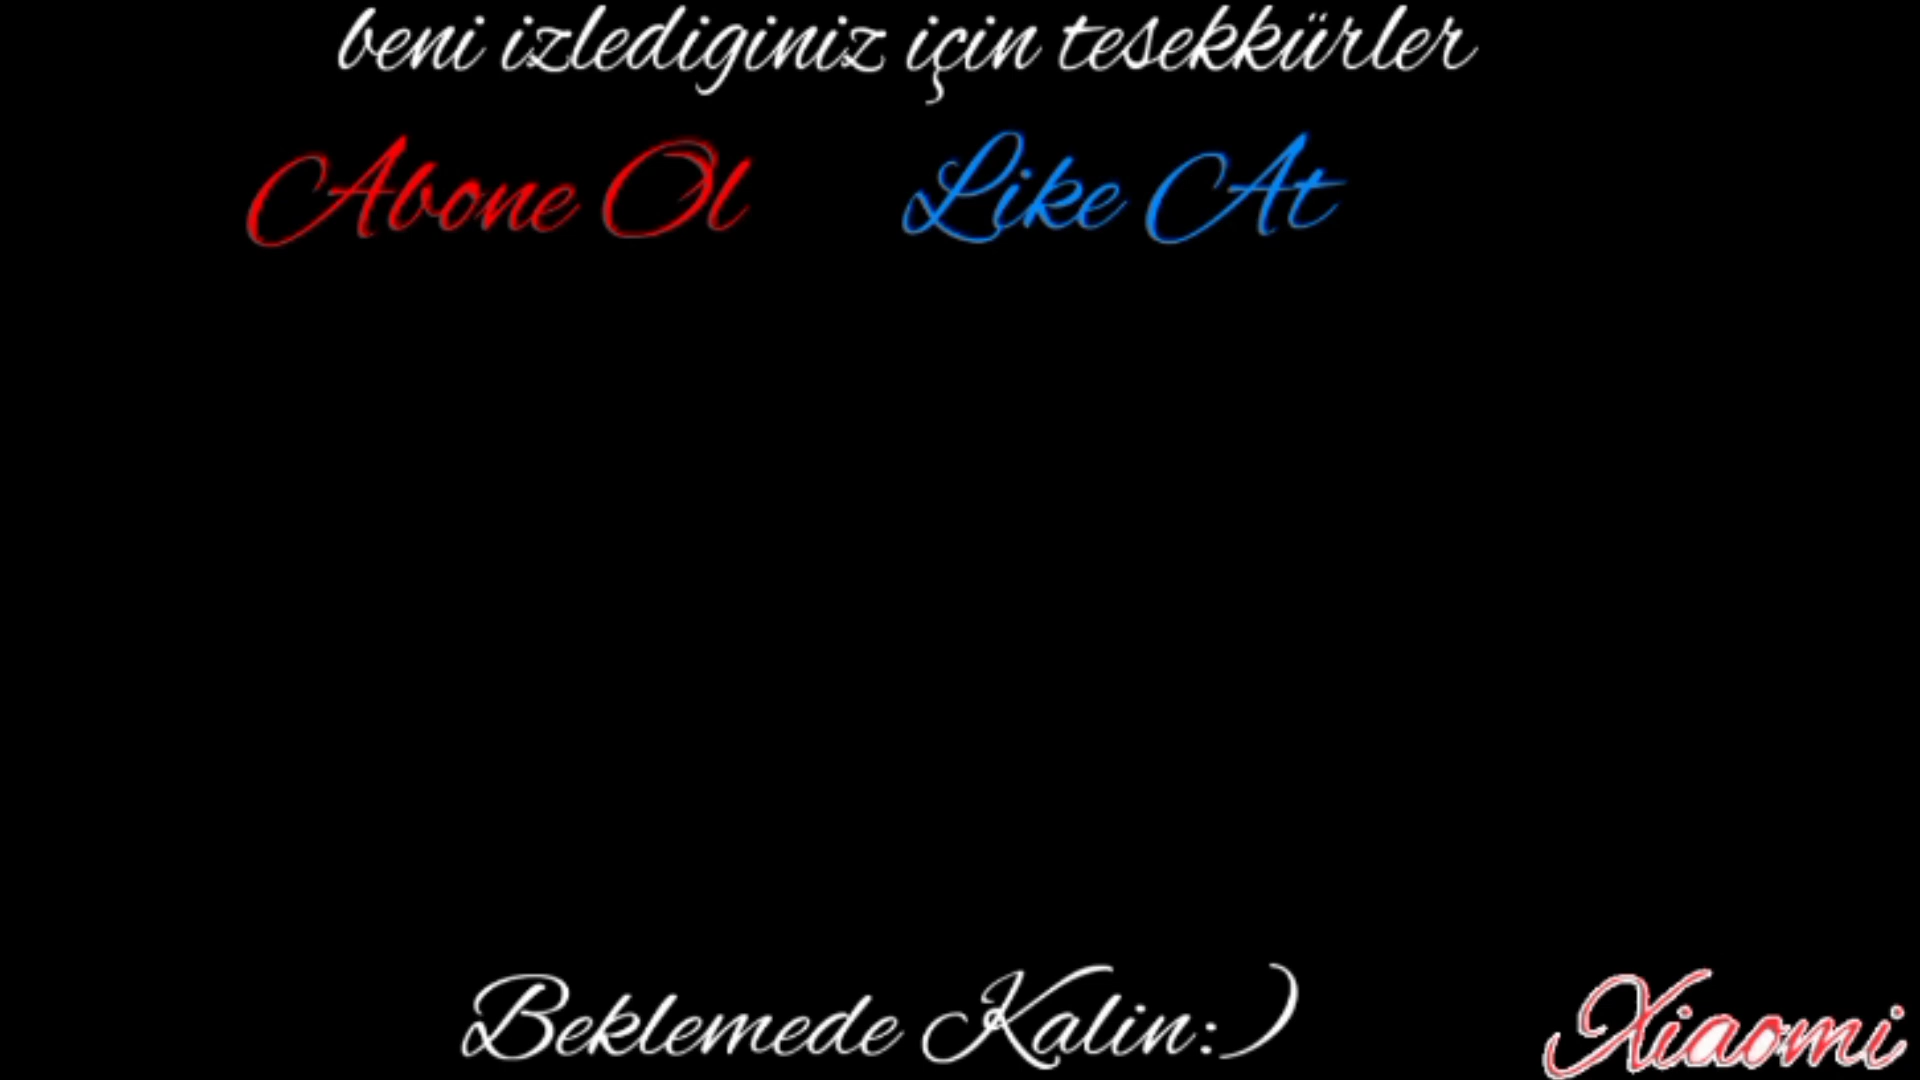 beni izlediginiz için tesekkürler
Abone Ol Like At
Beklemede Kalin:)
Xiaomi